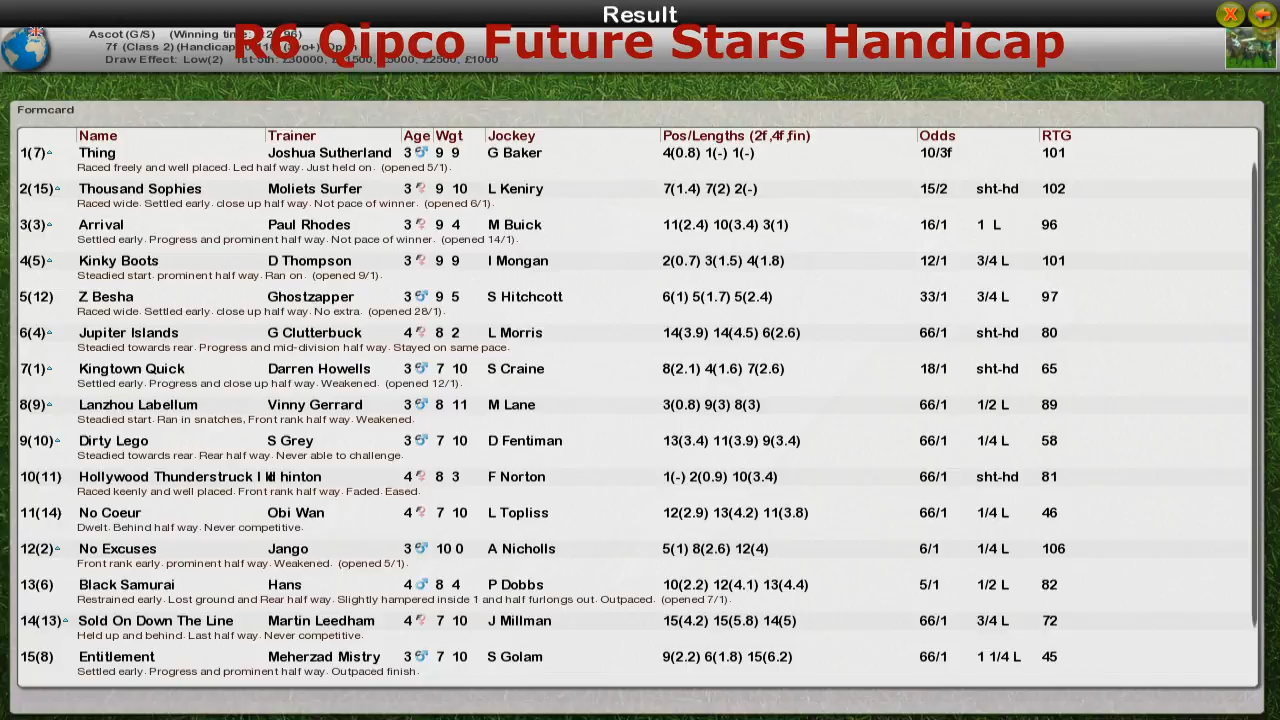 Result
R6 Qipco Future Stars Handicap
Ascot (G/S) (Winning time:
7f (Class 2) (Handicap
Draw Effect: Low(2) 1st-5th: £30000, £2500, £1000
Formcard
Name Trainer Age Wgt Jockey Pos/Lengths (2f,4f,fin) Odds RTG
1(7) Thing Joshua Sutherland 3 9 9 G Baker 4(0.8) 1(-) 1(-) 10/3f 101
Raced freely and well placed. Led half way. Just held on. (opened 5/1).
2(15) Thousand Sophies Moliets Surfer 3 9 10 L Keniry 7(1.4) 7(2) 2(-) 15/2 sht-hd 102
Raced wide. Settled early. close up half way. Not pace of winner. (opened 6/1).
3(3) Arrival Paul Rhodes 3 9 4 M Buick 11(2.4) 10(3.4) 3(1) 16/1 1 L 96
Settled early. Progress and prominent half way. Not pace of winner. (opened 14/1).
4(5) Kinky Boots D Thompson 3 9 9 I Mongan 2(0.7) 3(1.5) 4(1.8) 12/1 3/4 L 101
Steadied start. prominent half way. Ran on. (opened 9/1).
5(12) Z Besha Ghostzapper 3 9 5 S Hitchcott 6(1) 5(1.7) 5(2.4) 33/1 3/4 L 97
Raced wide. Settled early. close up half way. No extra. (opened 28/1).
6(4) Jupiter Islands G Clutterbuck 4 8 2 L Morris 14(3.9) 14(4.5) 6(2.6) 66/1 sht-hd 80
Steadied towards rear. Progress and mid-division half way. Stayed on same pace.
7(1) Kingtown Quick Darren Howells 3 7 10 S Craine 8(2.1) 4(1.6) 7(2.6) 18/1 sht-hd 65
Settled early. Progress and close up half way. Weakened. (opened 12/1).
8(9) Lanzhou Labellum Vinny Gerrard 3 8 11 M Lane 3(0.8) 9(3) 8(3) 66/1 1/2 L 89
Steadied start. Ran in snatches, Front rank half way. Weakened.
9(10) Dirty Lego S Grey 3 7 10 D Fentiman 13(3.4) 11(3.9) 9(3.4) 66/1 1/4 L 58
Steadied towards rear. Rear half way. Never able to challenge.
10(11) Hollywood Thunderstruck hinton 4 8 3 F Norton 1(-) 2(0.9) 10(3.4) 66/1 sht-hd 81
Raced keenly and well placed. Front rank half way. Faded. Eased.
11(14) No Coeur Obi Wan 4 7 10 L Topliss 12(2.9) 13(4.2) 11(3.8) 66/1 1/4 L 46
Dwelt. Behind half way. Never competitive.
12(2) No Excuses Jango 3 10 0 A Nicholls 5(1) 8(2.6) 12(4) 6/1 1/4 L 106
Front rank early. prominent half way. Weakened. (opened 5/1).
13(6) Black Samurai Hans 4 8 4 P Dobbs 10(2.2) 12(4.1) 13(4.4) 5/1 1/2 L 82
Restrained early. Lost ground and Rear half way. Slightly hampered inside 1 and half furlongs out. Outpaced. (opened 7/1).
14(13) Sold On Down The Line Martin Leedham 4 7 10 J Millman 15(4.2) 15(5.8) 14(5) 66/1 3/4 L 72
Held up and behind. Last half way. Never competitive.
15(8) Entitlement Meherzad Mistry 3 7 10 S Golam 9(2.2) 6(1.8) 15(6.2) 66/1 1 1/4 L 45
Settled early. Progress and prominent half way. Outpaced finish.